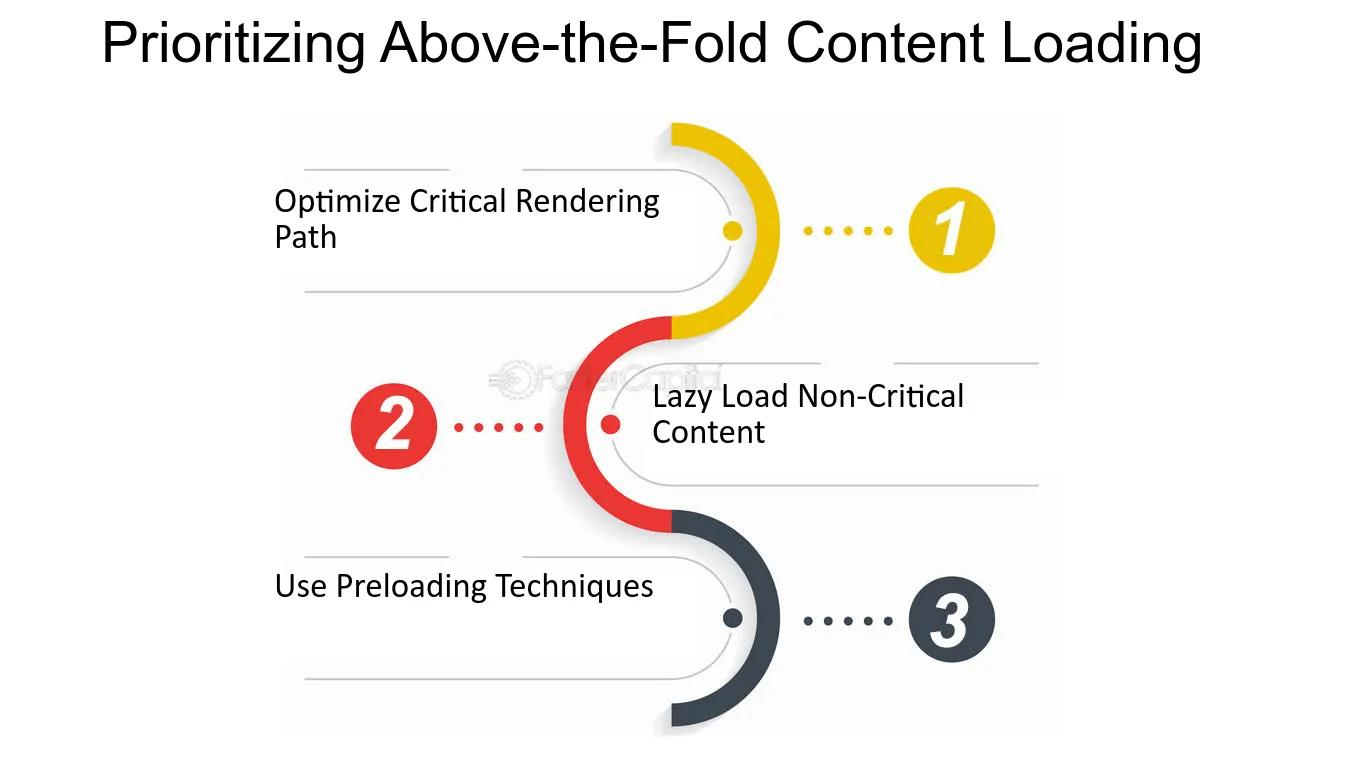 Prioritizing Above-the-Fold Content Loading
Optimize Critical Rendering
Path
1
FasterCapital
2
Lazy Load Non-Critical
Content
Use Preloading Techniques
3